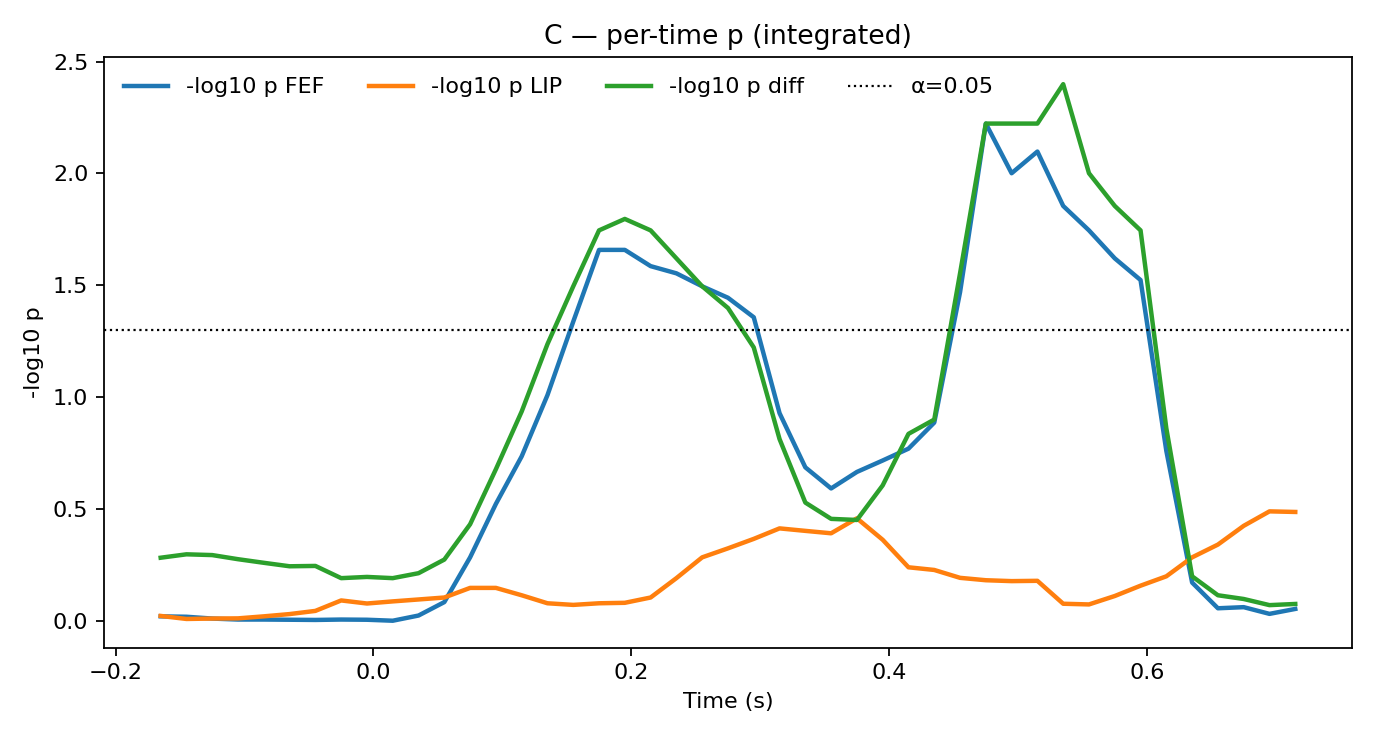 C — per-time p (integrated)
-log10 p FEF
-log10 p LIP
-log10 p diff
α=0.05
2.5
2.0
1.5
1.0
0.5
0.0
-log10 p
−0.2
0.0
0.2
0.4
0.6
Time (s)